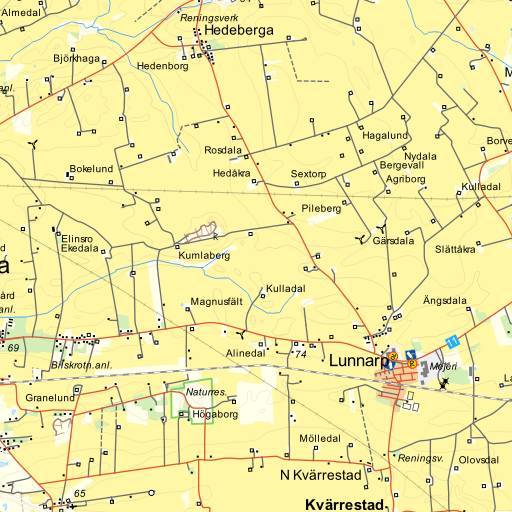 Almedal
Reningsverk
Hedeberga
Björkhaga
Hedenborg
anl.
Hagalund
Borve
Rosdala
Nydala
Bergevall
Bokelund
Hedåkra
Sextorp
Agriborg
Kulladal
Pileberg
Elinsro
Gärsdala
Ekedala
Slättåkra
Kumlaberg
Kulladal
Magnusfält
Ängsdala
anl.
69
Alinedal
74
Lunnarp
Mejeri
Bilskrotn.anl.
Granelund
Naturres.
Högaborg
Mölledal
N Kvärrestad
Reningsv.
Olovsdal
65
Kvärrestad